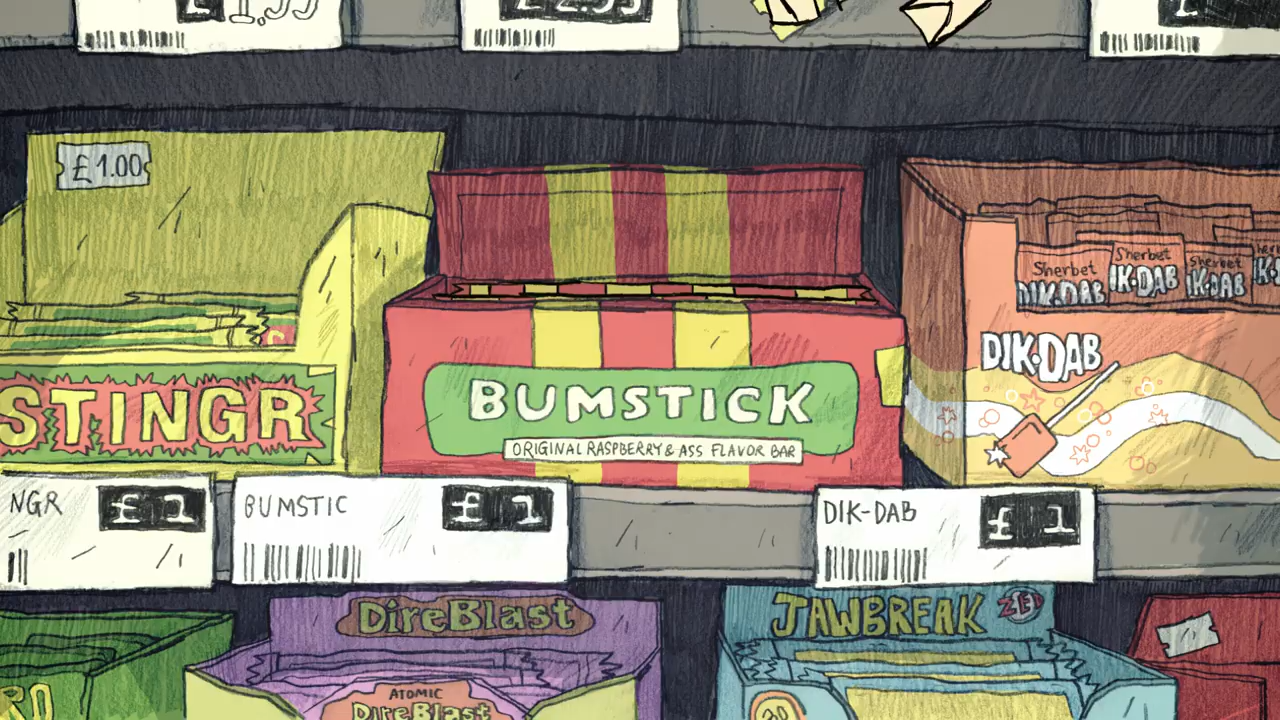 £1.00
Sherbet
DIK·DAB
Sherbet
DIK·DAB
Sherbet
DIK·DAB
DIK·DAB
STINGR
BUMSTICK
ORIGINAL RASPBERRY & ASS FLAVOR BAR
NGR £1
BUMSTIC £1
DIK-DAB £1
DireBlast
JAWBREAK
ZED
ATOMIC
DireBlast